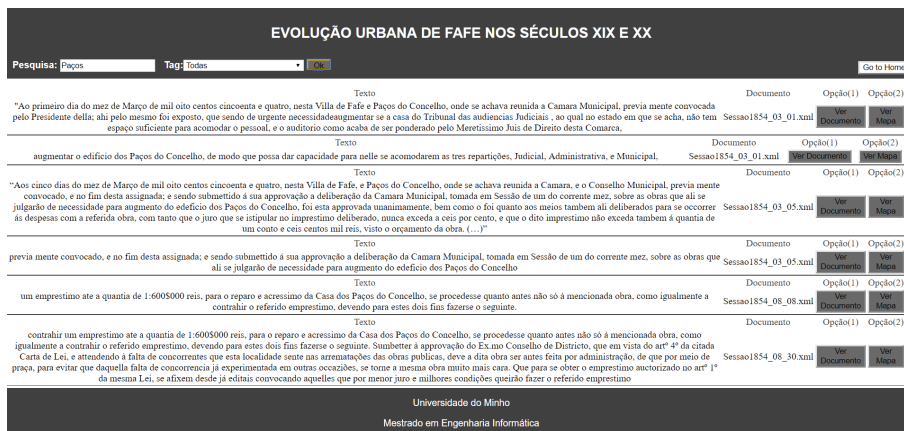 EVOLUÇÃO URBANA DE FAFE NOS SÉCULOS XIX E XX
Pesquisa: Paços Tag: Todas Ok Go to Home
Texto Documento Opção(1) Opção(2)
"Ao primeiro dia do mez de Março de mil oito centos cincoenta e quatro, nesta Villa de Fafe e Paços do Concelho, onde se achava reunida a Camara Municipal, previa mente convocada
pelo Presidente della; ahi pelo mesmo foi exposto, que sendo de urgente necessidadeaugmentar se a casa do Tribunal das audiencias Judiciais , ao qual no estado em que se acha, não tem
espaço suficiente para acomodar o pessoal, e o auditorio como acaba de ser ponderado pelo Meretissimo Juis de Direito desta Comarca,
Sessao1854_03_01.xml Ver Documento Ver Mapa
Texto Documento Opção(1) Opção(2)
augmentar o edificio dos Paços do Concelho, de modo que possa dar capacidade para nelle se acomodarem as tres repartições, Judicial, Administrativa, e Municipal, Sessao1854_03_01.xml Ver Documento Ver Mapa
Texto Documento Opção(1) Opção(2)
“Aos cinco dias do mez de Março de mil oito centos cincoenta e quatro, nesta Villa de Fafe, e Paços do Concelho, onde se achava reunida a Camara, e o Conselho Municipal, previa mente
convocado, e no fim desta assignada; e sendo submettido á sua approvação a deliberação da Camara Municipal, tomada em Sessão de um do corrente mez, sobre as obras que ali se
julgarão de necessidade para augmento do edeficio dos Paços do Concelho, foi esta approvada unanimamente, bem como o foi quanto aos meios tambem ali deliberados para se occorrer
ás despesas com a referida obra, com tanto que o juro que se istipular no imprestimo deliberado, nunca exceda a ceis por cento, e que o dito imprestimo não exceda tambem á quantia de
um conto e ceis centos mil reis, visto o orçamento da obra. (…)”
Sessao1854_03_05.xml Ver Documento Ver Mapa
Texto Documento Opção(1) Opção(2)
previa mente convocado, e no fim desta assignada; e sendo submettido á sua approvação a deliberação da Camara Municipal, tomada em Sessão de um do corrente mez, sobre as obras que
ali se julgarão de necessidade para augmento do edeficio dos Paços do Concelho
Sessao1854_03_05.xml Ver Documento Ver Mapa
Texto Documento Opção(1) Opção(2)
um emprestimo ate a quantia de 1:600$000 reis, para o reparo e acressimo da Casa dos Paços do Concelho, se procedesse quanto antes não só à mencionada obra, como igualmente a
contrahir o referido emprestimo, devendo para estes dois fins fazerse o seguinte.
Sessao1854_08_08.xml Ver Documento Ver Mapa
Texto Documento Opção(1) Opção(2)
contrahir um emprestimo ate a quantia de 1:600$000 reis, para o reparo e acressimo da Casa dos Paços do Concelho, se procedesse quanto antes não só à mencionada obra, como
igualmente a contrahir o referido emprestimo, devendo para estes dois fins fazerse o seguinte. Sumbetter á approvação do Ex.mo Conselho de Districto, que em vista do artº 4º da citada
Carta de Lei, e attendendo á falta de concorrentes que esta localidade sente nas arrematações das obras publicas, deve a dita obra ser antes feita por administração, de que por meio de
praça, para evitar que daquella falta de concorrencia já experimentada em outras occaziões, se torne a mesma obra muito mais cara. Que para se obter o emprestimo auctorizado no artº 1º
da mesma Lei, se afixem desde já editais convocando aquelles que por menor juro e milhores condições queirão fazer o referido emprestimo
Sessao1854_08_30.xml Ver Documento Ver Mapa
Universidade do Minho
Mestrado em Engenharia Informática